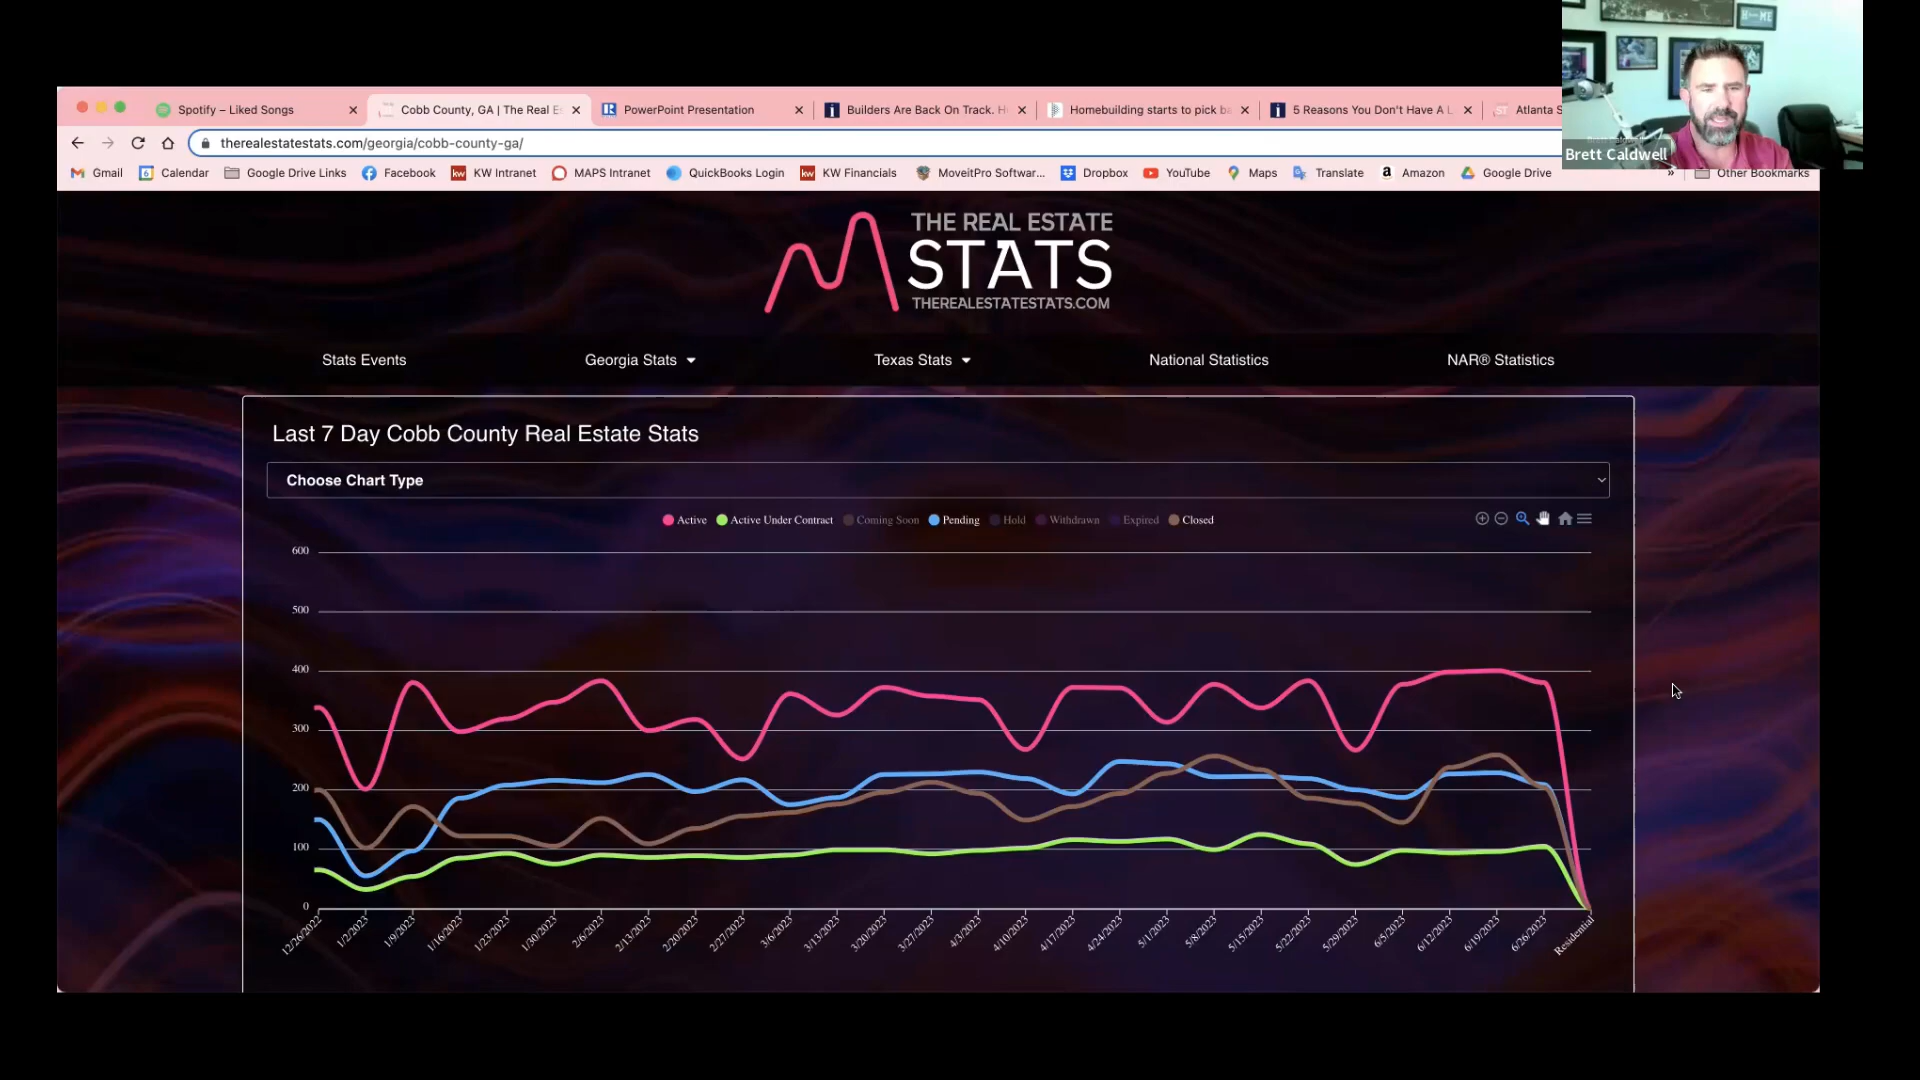 H ME
Brett Caldwell
Spotify – Liked Songs
Cobb County, GA | The Real Es
PowerPoint Presentation
Builders Are Back On Track. H
Homebuilding starts to pick b
5 Reasons You Don't Have A L
Atlanta S
therealestatestats.com/georgia/cobb-county-ga/
Gmail
Calendar
Google Drive Links
Facebook
KW Intranet
MAPS Intranet
QuickBooks Login
KW Financials
MoveitPro Softwar...
Dropbox
YouTube
Maps
Translate
Amazon
Google Drive
»
Other Bookmarks
THE REAL ESTATE
STATS
THEREALESTATESTATS.COM
Stats Events
Georgia Stats
Texas Stats
National Statistics
NAR® Statistics
Last 7 Day Cobb County Real Estate Stats
Choose Chart Type
Active
Active Under Contract
Coming Soon
Pending
Hold
Withdrawn
Expired
Closed
600
500
400
300
200
100
0
12/26/2022
1/2/2023
1/9/2023
1/16/2023
1/23/2023
1/30/2023
2/6/2023
2/13/2023
2/20/2023
2/27/2023
3/6/2023
3/13/2023
3/20/2023
3/27/2023
4/3/2023
4/10/2023
4/17/2023
4/24/2023
5/1/2023
5/8/2023
5/15/2023
5/22/2023
5/29/2023
6/5/2023
6/12/2023
6/19/2023
6/26/2023
Residential